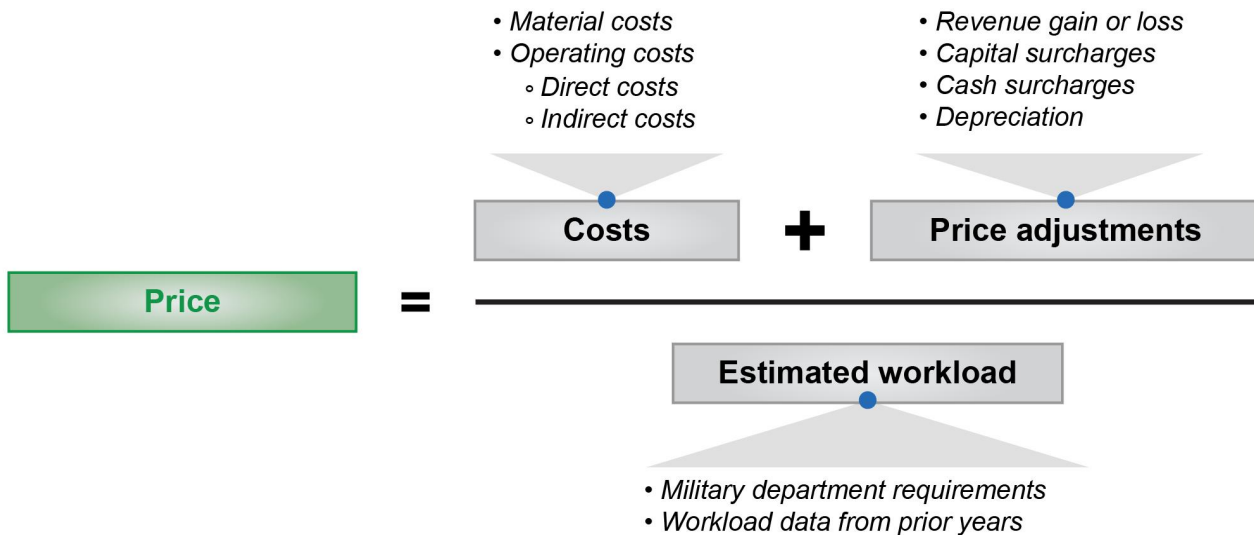 • Material costs
• Operating costs
∘ Direct costs
∘ Indirect costs
• Revenue gain or loss
• Capital surcharges
• Cash surcharges
• Depreciation
Costs
+
Price adjustments
Price
=
Estimated workload
• Military department requirements
• Workload data from prior years